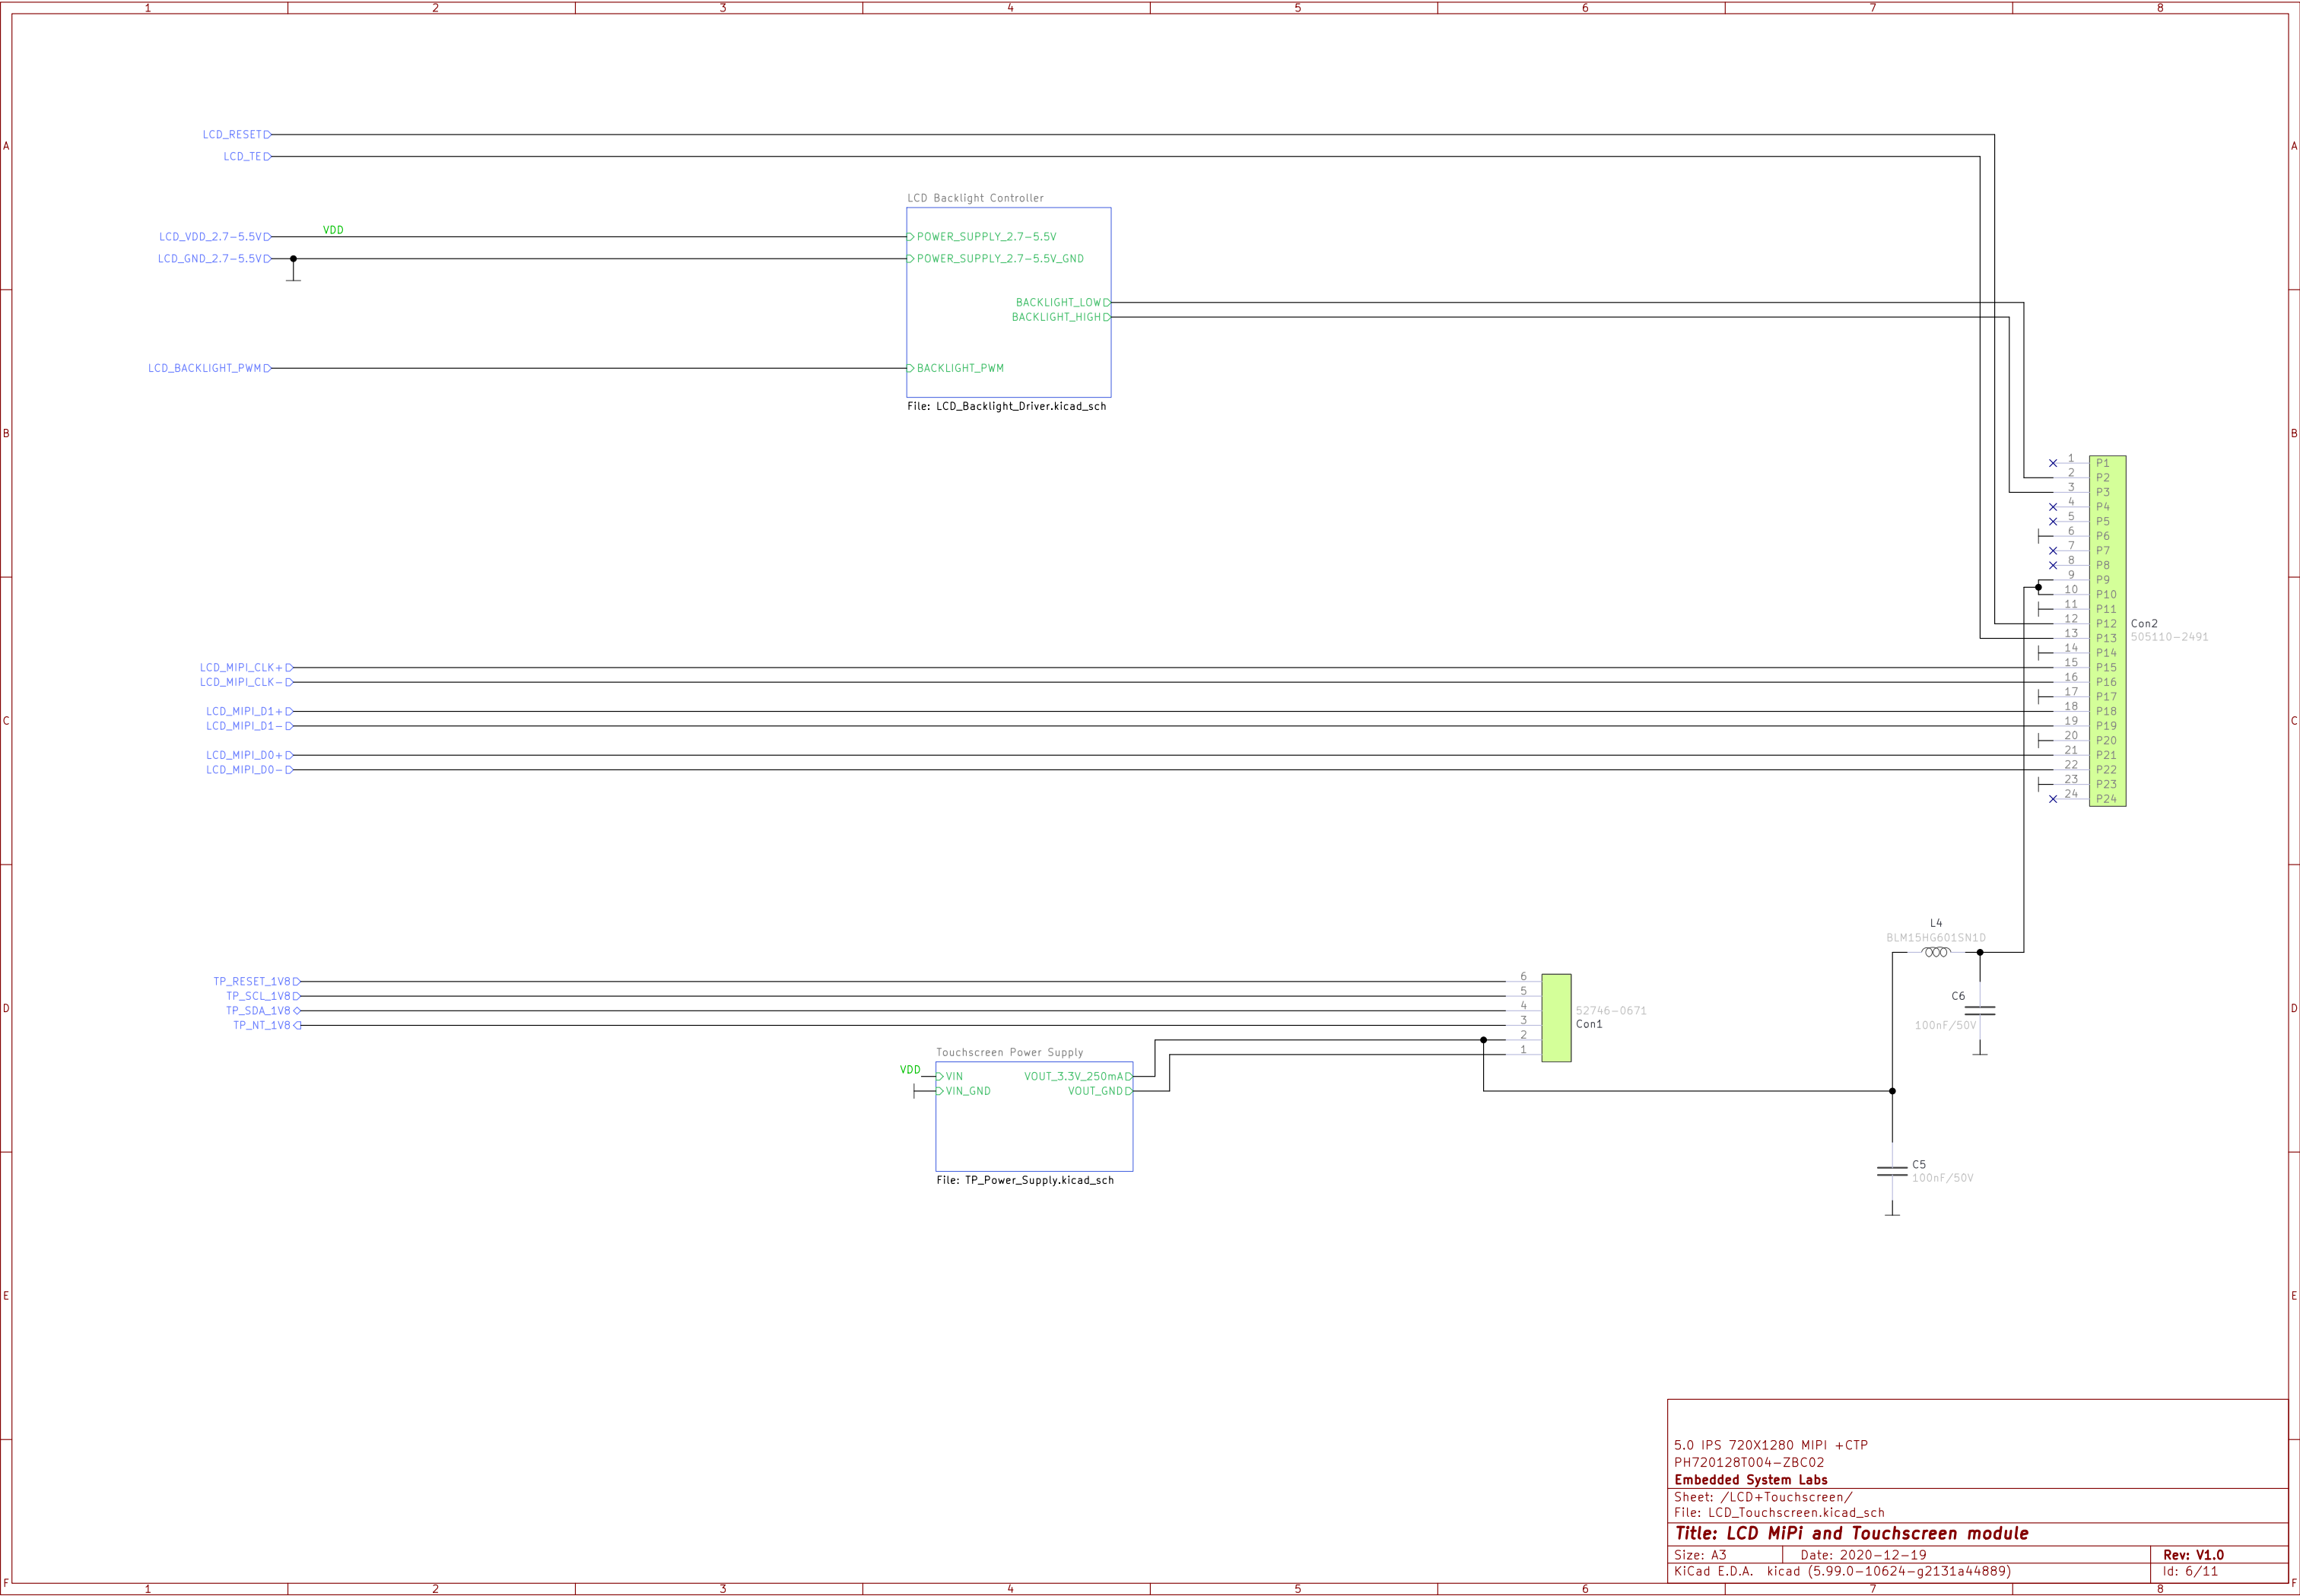 1 2 3 4 5 6 7 8
LCD_RESET
A A
LCD_TE
LCD Backlight Controller
VDD
LCD_VDD_2.7-5.5V POWER_SUPPLY_2.7-5.5V
LCD_GND_2.7-5.5V POWER_SUPPLY_2.7-5.5V_GND
BACKLIGHT_LOW
BACKLIGHT_HIGH
LCD_BACKLIGHT_PWM BACKLIGHT_PWM
File: LCD_Backlight_Driver.kicad_sch
B B
1 P1
2 P2
3 P3
4 P4
5 P5
6 P6
7 P7
8 P8
9 P9
10 P10
11 P11
12 P12 Con2
13 P13 505110-2491
14 P14
LCD_MIPI_CLK+ 15 P15
LCD_MIPI_CLK- 16 P16
17 P17
LCD_MIPI_D1+ 18 P18
C C
LCD_MIPI_D1- 19 P19
20 P20
LCD_MIPI_D0+ 21 P21
LCD_MIPI_D0- 22 P22
23 P23
24 P24
L4
BLM15HG601SN1D
TP_RESET_1V8 6
TP_SCL_1V8 5 C6
D D
TP_SDA_1V8 4 52746-0671
TP_NT_1V8 3 Con1 100nF/50V
2
1
Touchscreen Power Supply
VDD
VIN VOUT_3.3V_250mA
VIN_GND VOUT_GND
C5
File: TP_Power_Supply.kicad_sch 100nF/50V
E E
5.0 IPS 720X1280 MIPI +CTP
PH720128T004-ZBC02
Embedded System Labs
Sheet: /LCD+Touchscreen/
File: LCD_Touchscreen.kicad_sch
Title: LCD MiPi and Touchscreen module
Size: A3 Date: 2020-12-19 Rev: V1.0
KiCad E.D.A. kicad (5.99.0-10624-g2131a44889) Id: 6/11
F F
1 2 3 4 5 6 7 8